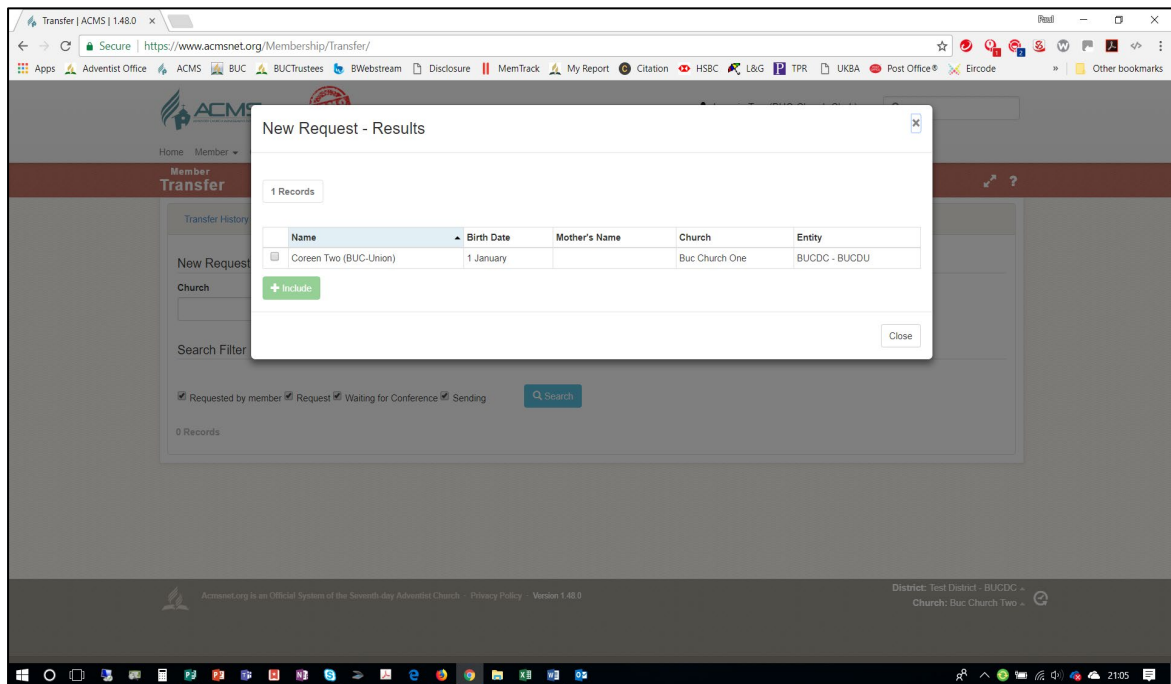 Transfer | ACMS | 1.48.0
Paul
Secure | https://www.acmsnet.org/Membership/Transfer/
Apps Adventist Office ACMS BUC BUCTrustees BWebstream Disclosure MemTrack My Report Citation HSBC L&G TPR UKBA Post Office® Eircode » Other bookmarks
ACMS
Home Member
Member
Transfer
?
Transfer History
New Request
Church
Search Filter
New Request - Results
1 Records
Name Birth Date Mother's Name Church Entity
Coreen Two (BUC-Union) 1 January Buc Church One BUCDC - BUCDU
+ Include
Close
Requested by member Request Waiting for Conference Sending Search
0 Records
Acmsnet.org is an Official System of the Seventh-day Adventist Church - Privacy Policy - Version 1.48.0
District: Test District - BUCDC
Church: Buc Church Two
21:05